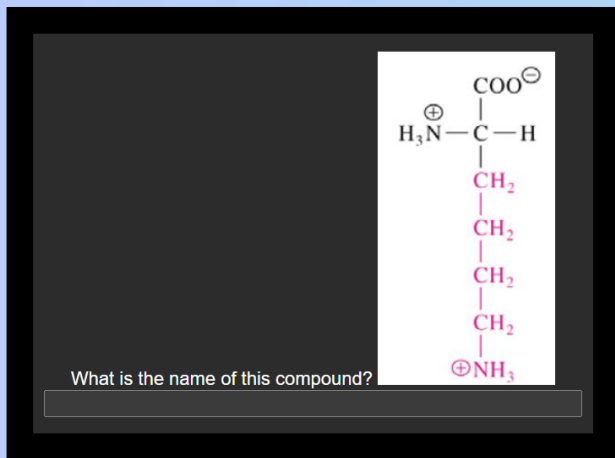 COO⊖
⊕
H₃N—C—H
CH₂
CH₂
CH₂
CH₂
⊕NH₃
What is the name of this compound?